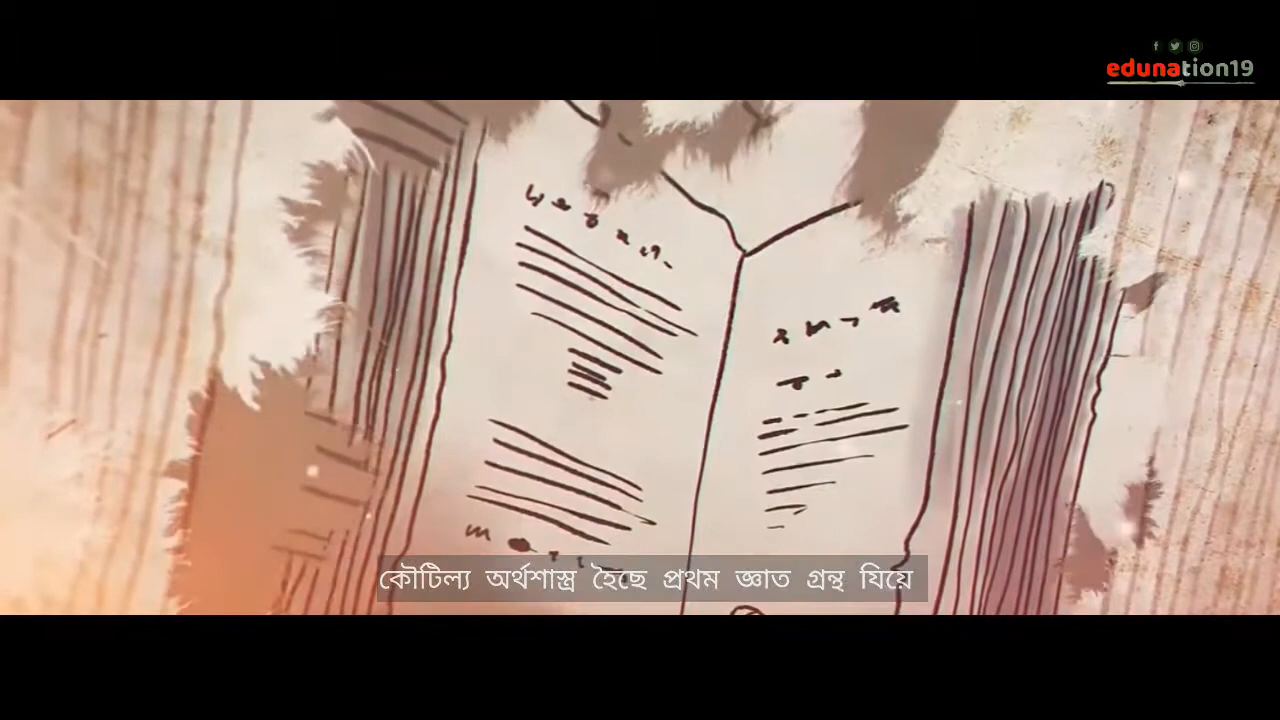 edunation19
কৌটিল্য অৰ্থশাস্ত্ৰ হৈছে প্ৰথম জ্ঞাত গ্ৰন্থ যিয়ে